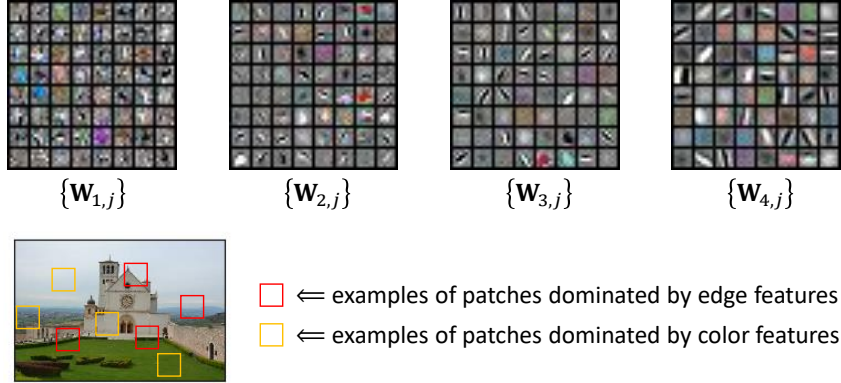 {W₁,ⱼ} {W₂,ⱼ} {W₃,ⱼ} {W₄,ⱼ}
⇐ examples of patches dominated by edge features
⇐ examples of patches dominated by color features